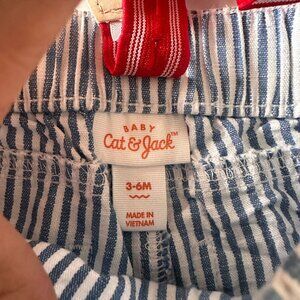 BABY
Cat & Jack™
3-6M
MADE IN
VIETNAM